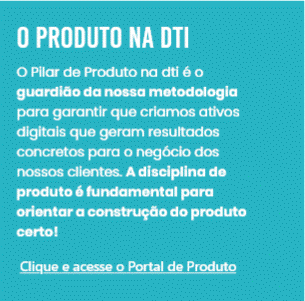 O PRODUTO NA DTI
O Pilar de Produto na dti é o
guardião da nossa metodologia
para garantir que criamos ativos
digitais que geram resultados
concretos para o negócio dos
nossos clientes. A disciplina de
produto é fundamental para
orientar a construção do produto
certo!
Clique e acesse o Portal de Produto